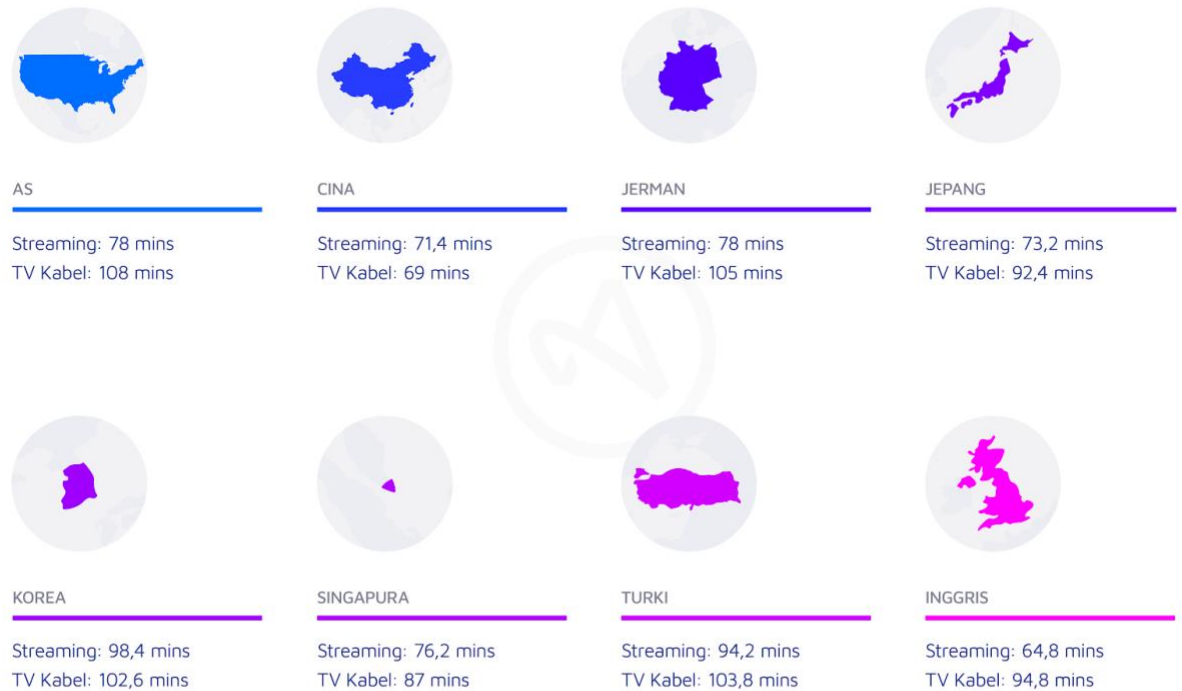 AS
Streaming: 78 mins
TV Kabel: 108 mins
CINA
Streaming: 71,4 mins
TV Kabel: 69 mins
JERMAN
Streaming: 78 mins
TV Kabel: 105 mins
JEPANG
Streaming: 73,2 mins
TV Kabel: 92,4 mins
KOREA
Streaming: 98,4 mins
TV Kabel: 102,6 mins
SINGAPURA
Streaming: 76,2 mins
TV Kabel: 87 mins
TURKI
Streaming: 94,2 mins
TV Kabel: 103,8 mins
INGGRIS
Streaming: 64,8 mins
TV Kabel: 94,8 mins